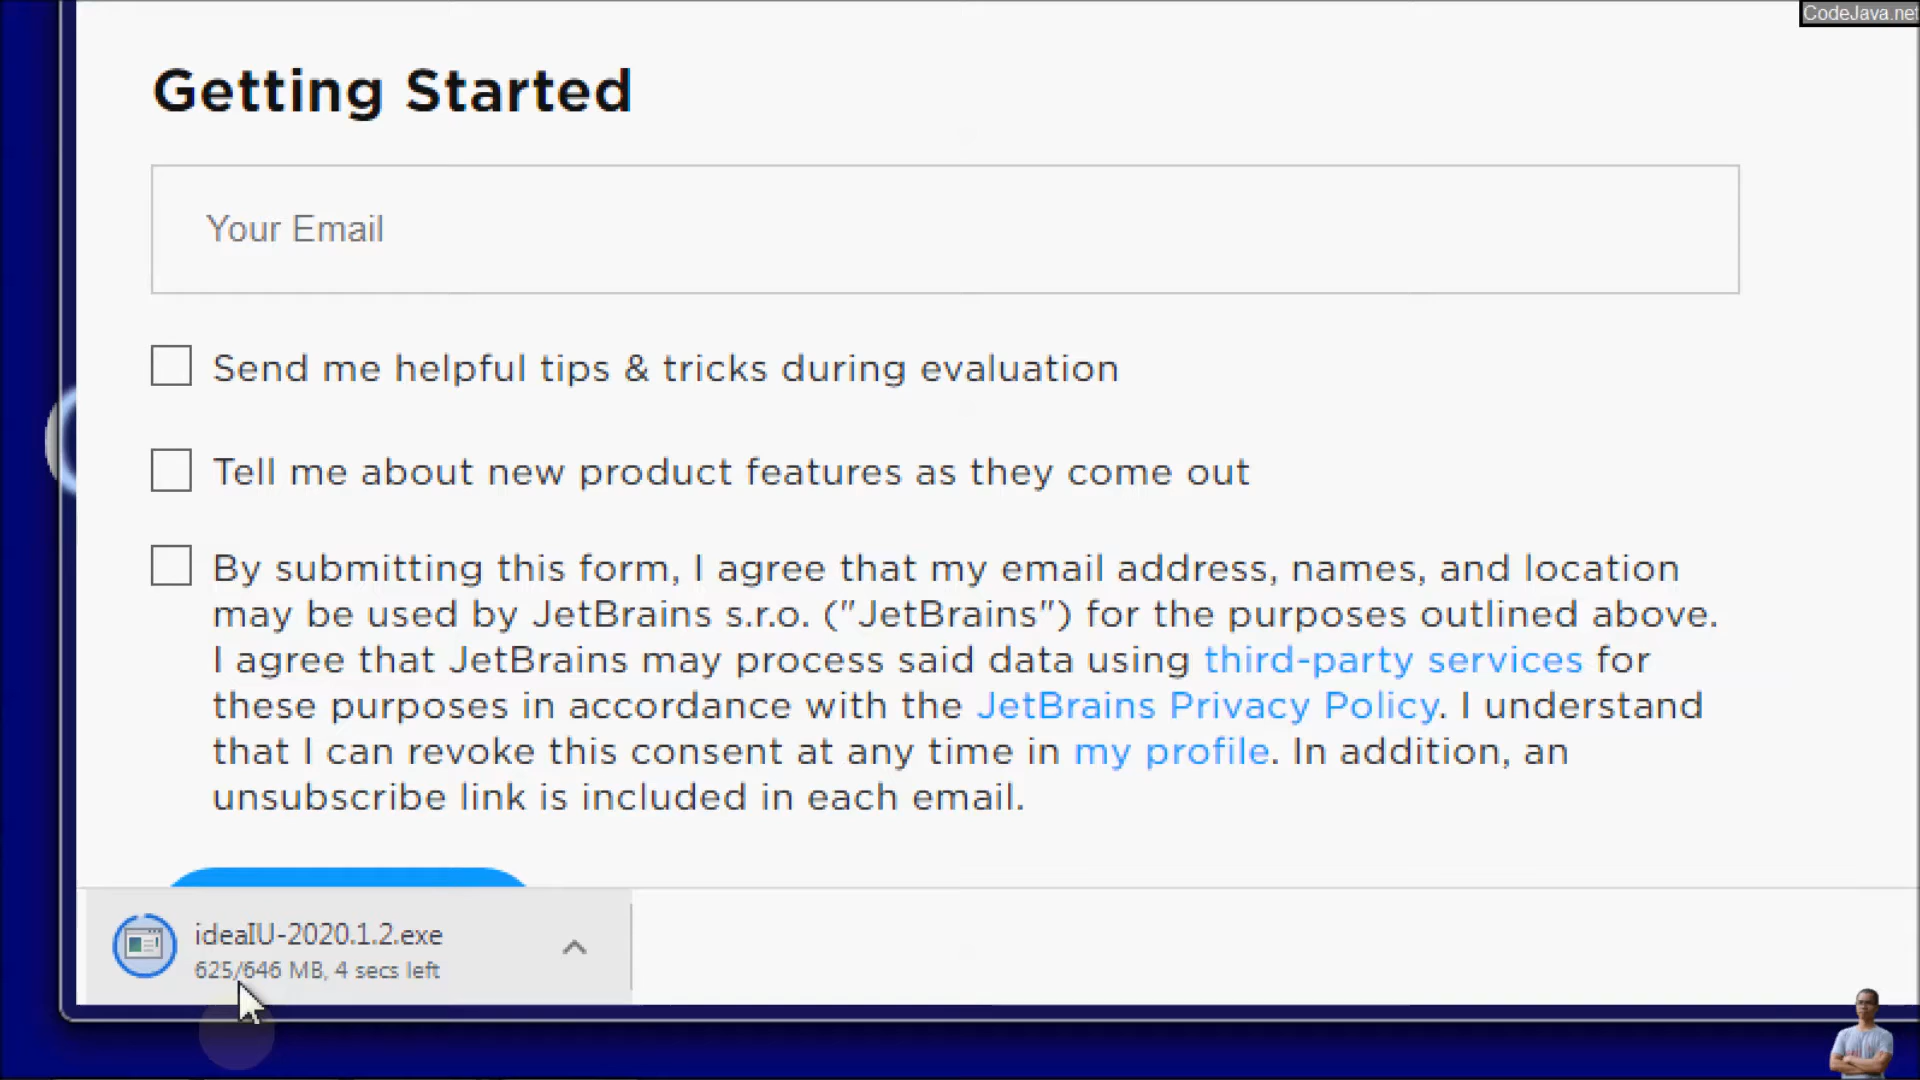 CodeJava.net
Getting Started
Your Email
Send me helpful tips & tricks during evaluation
Tell me about new product features as they come out
By submitting this form, I agree that my email address, names, and location
may be used by JetBrains s.r.o. ("JetBrains") for the purposes outlined above.
I agree that JetBrains may process said data using third-party services for
these purposes in accordance with the JetBrains Privacy Policy. I understand
that I can revoke this consent at any time in my profile. In addition, an
unsubscribe link is included in each email.
ideaIU-2020.1.2.exe
625/646 MB, 4 secs left